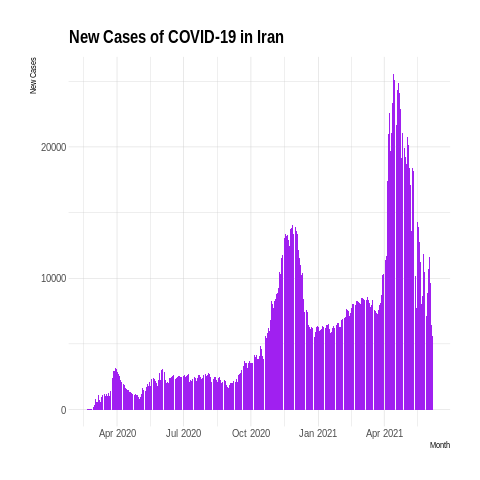 New Cases of COVID-19 in Iran
New Cases
20000
10000
0
Apr 2020 Jul 2020 Oct 2020 Jan 2021 Apr 2021
Month